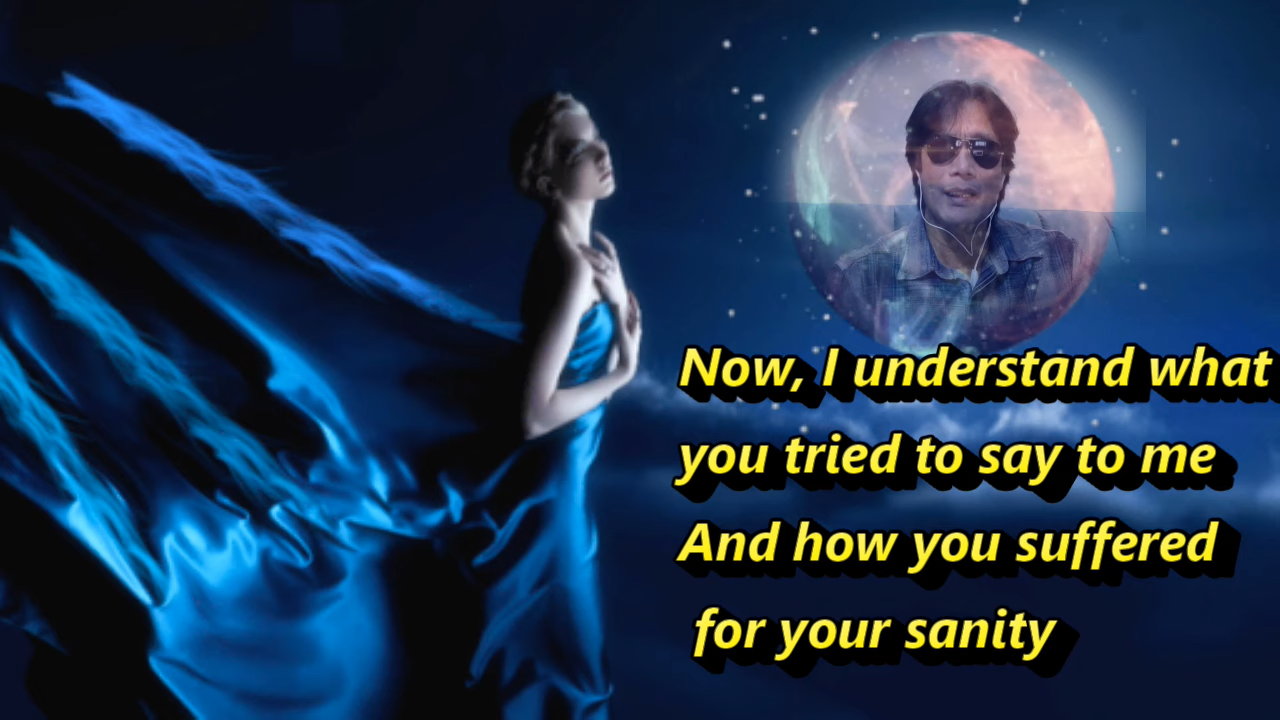 Now, I understand what
you tried to say to me
And how you suffered
for your sanity